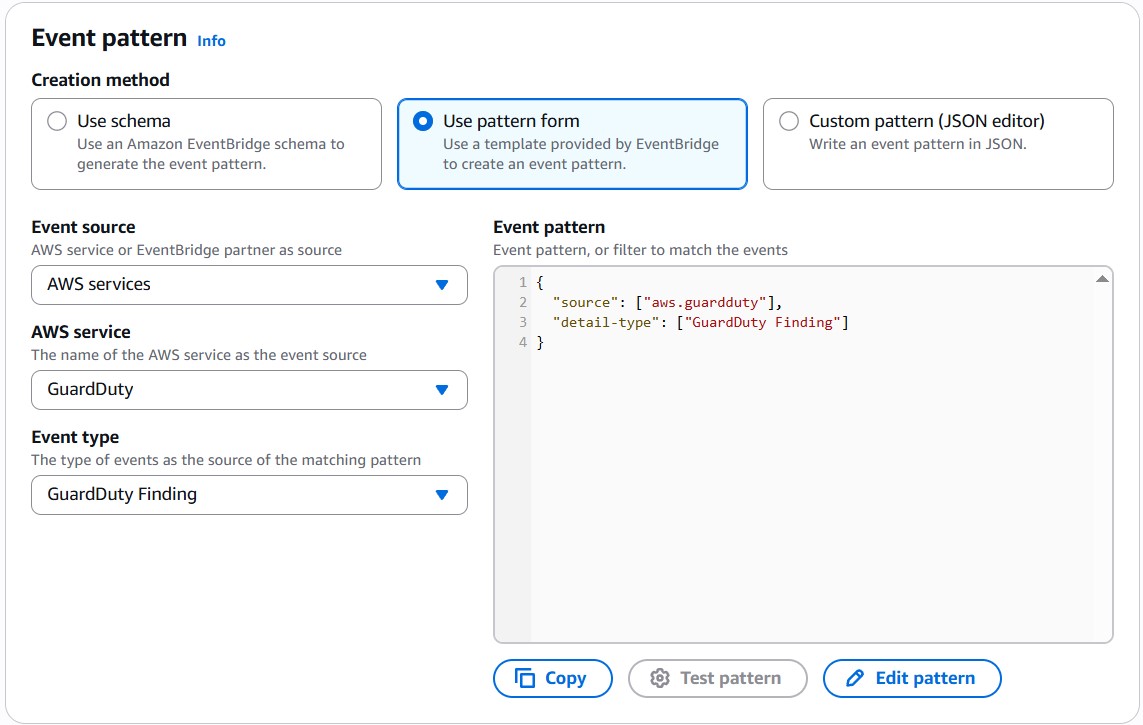 Event pattern Info
Creation method
Use schema
Use an Amazon EventBridge schema to
generate the event pattern.
Use pattern form
Use a template provided by EventBridge
to create an event pattern.
Custom pattern (JSON editor)
Write an event pattern in JSON.
Event source
AWS service or EventBridge partner as source
AWS services
AWS service
The name of the AWS service as the event source
GuardDuty
Event type
The type of events as the source of the matching pattern
GuardDuty Finding
Event pattern
Event pattern, or filter to match the events
1 {
2   "source": ["aws.guardduty"],
3   "detail-type": ["GuardDuty Finding"]
4 }
Copy
Test pattern
Edit pattern